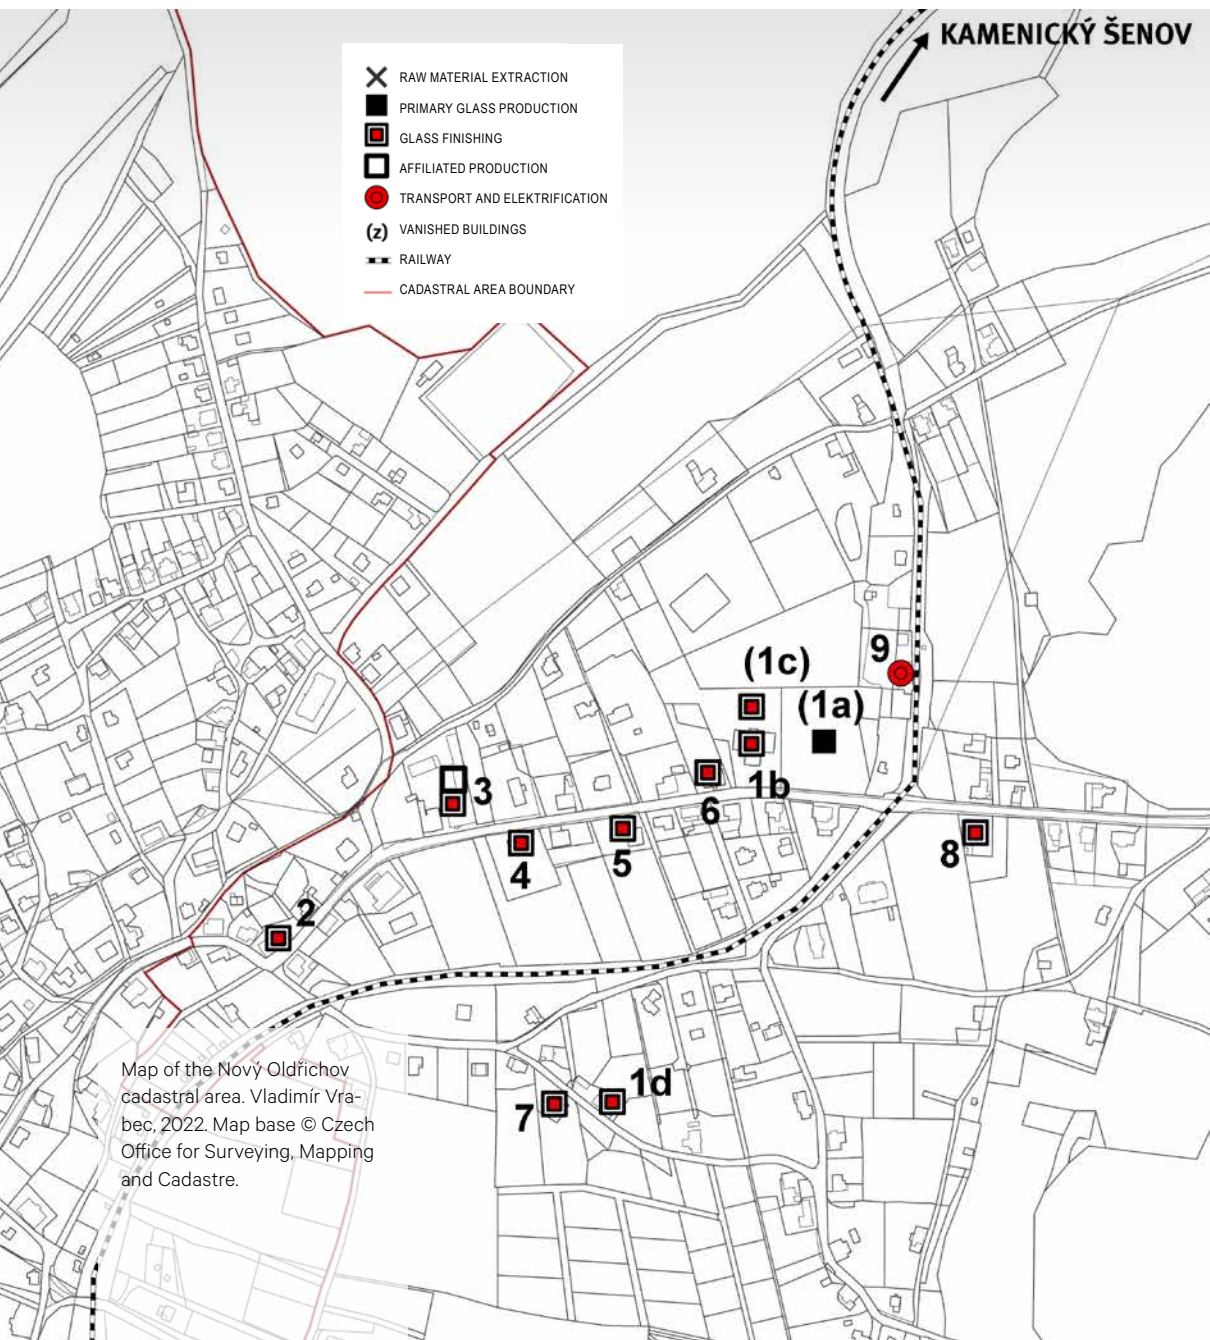 KAMENICKÝ ŠENOV
RAW MATERIAL EXTRACTION
PRIMARY GLASS PRODUCTION
GLASS FINISHING
AFFILIATED PRODUCTION
TRANSPORT AND ELEKTRIFICATION
(z) VANISHED BUILDINGS
RAILWAY
CADASTRAL AREA BOUNDARY
9
(1c)
(1a)
3
1b
6
4
5
8
2
1d
7
Map of the Nový Oldřichov
cadastral area. Vladimír Vra-
bec, 2022. Map base © Czech
Office for Surveying, Mapping
and Cadastre.